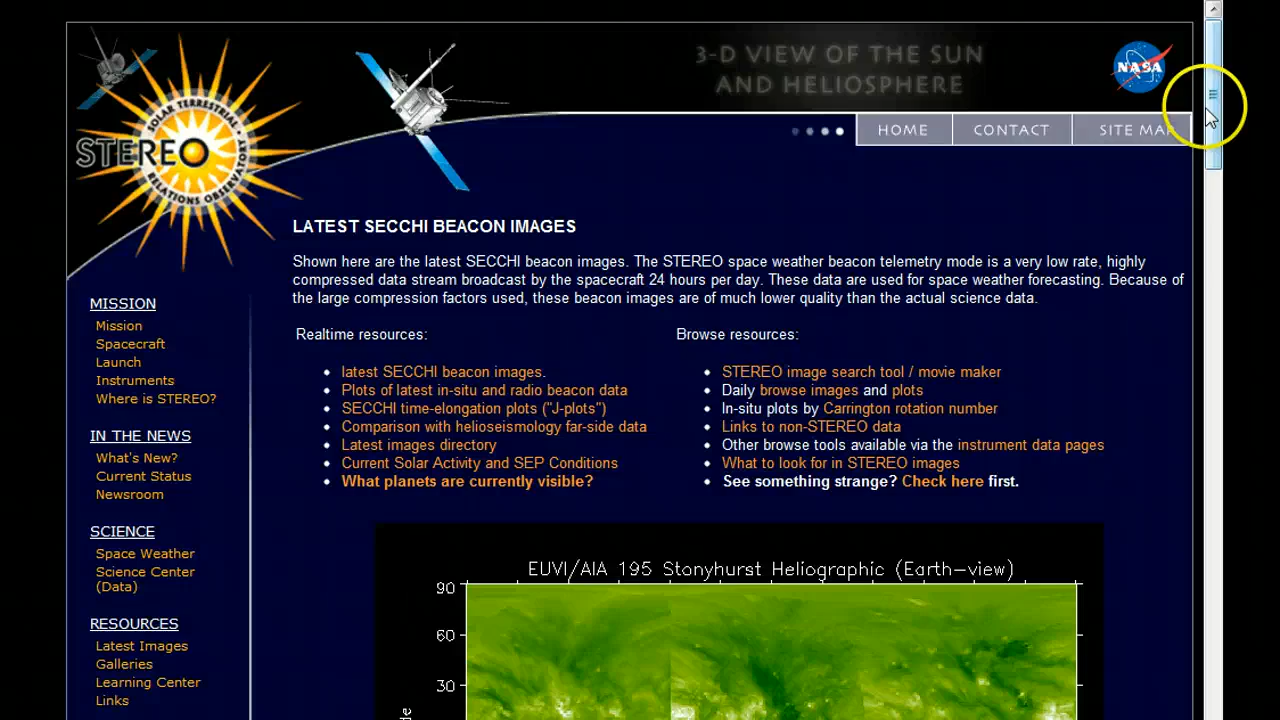 3-D VIEW OF THE SUN
AND HELIOSPHERE
NASA
SOLAR TERRESTRIAL
STEREO
RELATIONS OBSERVATORY
HOME
CONTACT
SITE MAP
LATEST SECCHI BEACON IMAGES
Shown here are the latest SECCHI beacon images. The STEREO space weather beacon telemetry mode is a very low rate, highly
compressed data stream broadcast by the spacecraft 24 hours per day. These data are used for space weather forecasting. Because of
the large compression factors used, these beacon images are of much lower quality than the actual science data.
MISSION
Mission
Spacecraft
Launch
Instruments
Where is STEREO?
IN THE NEWS
What's New?
Current Status
Newsroom
SCIENCE
Space Weather
Science Center
(Data)
RESOURCES
Latest Images
Galleries
Learning Center
Links
Realtime resources:
latest SECCHI beacon images.
Plots of latest in-situ and radio beacon data
SECCHI time-elongation plots ("J-plots")
Comparison with helioseismology far-side data
Latest images directory
Current Solar Activity and SEP Conditions
What planets are currently visible?
Browse resources:
STEREO image search tool / movie maker
Daily browse images and plots
In-situ plots by Carrington rotation number
Links to non-STEREO data
Other browse tools available via the instrument data pages
What to look for in STEREO images
See something strange? Check here first.
EUVI/AIA 195 Stonyhurst Heliographic (Earth-view)
90
60
30